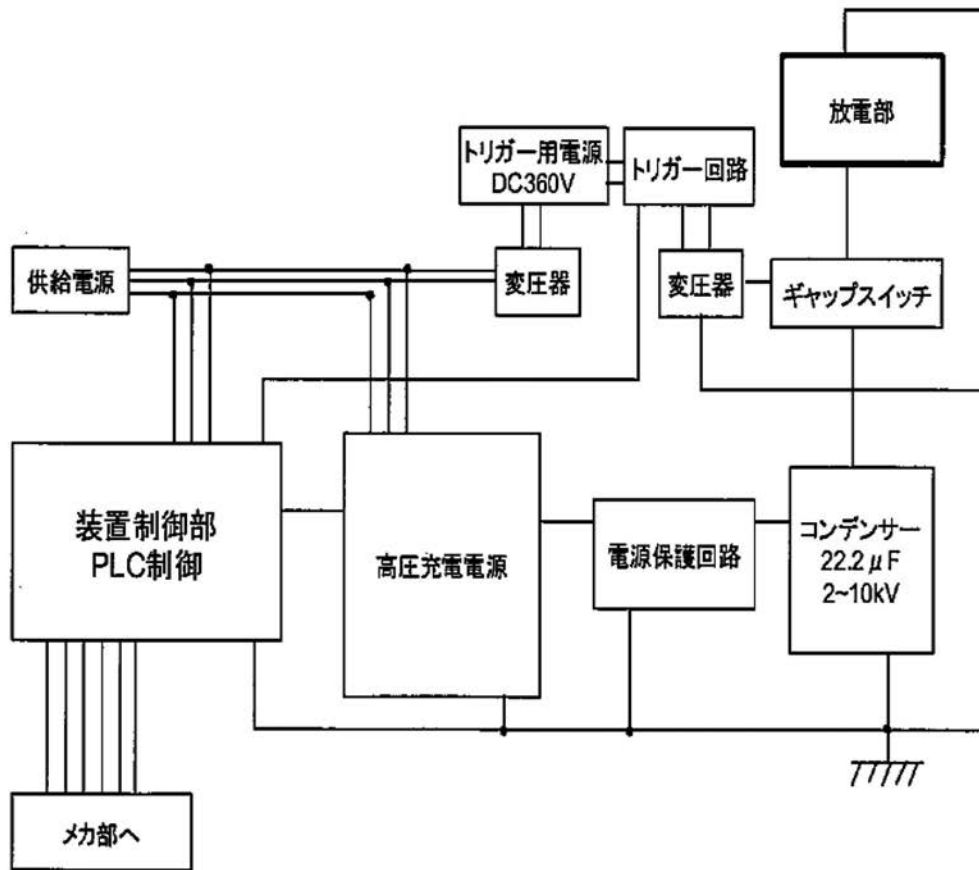 放電部
トリガー用電源
DC360V
トリガー回路
供給電源
変圧器
変圧器
ギャップスイッチ
装置制御部
PLC制御
高圧充電電源
電源保護回路
コンデンサー
22.2μF
2~10kV
メカ部へ